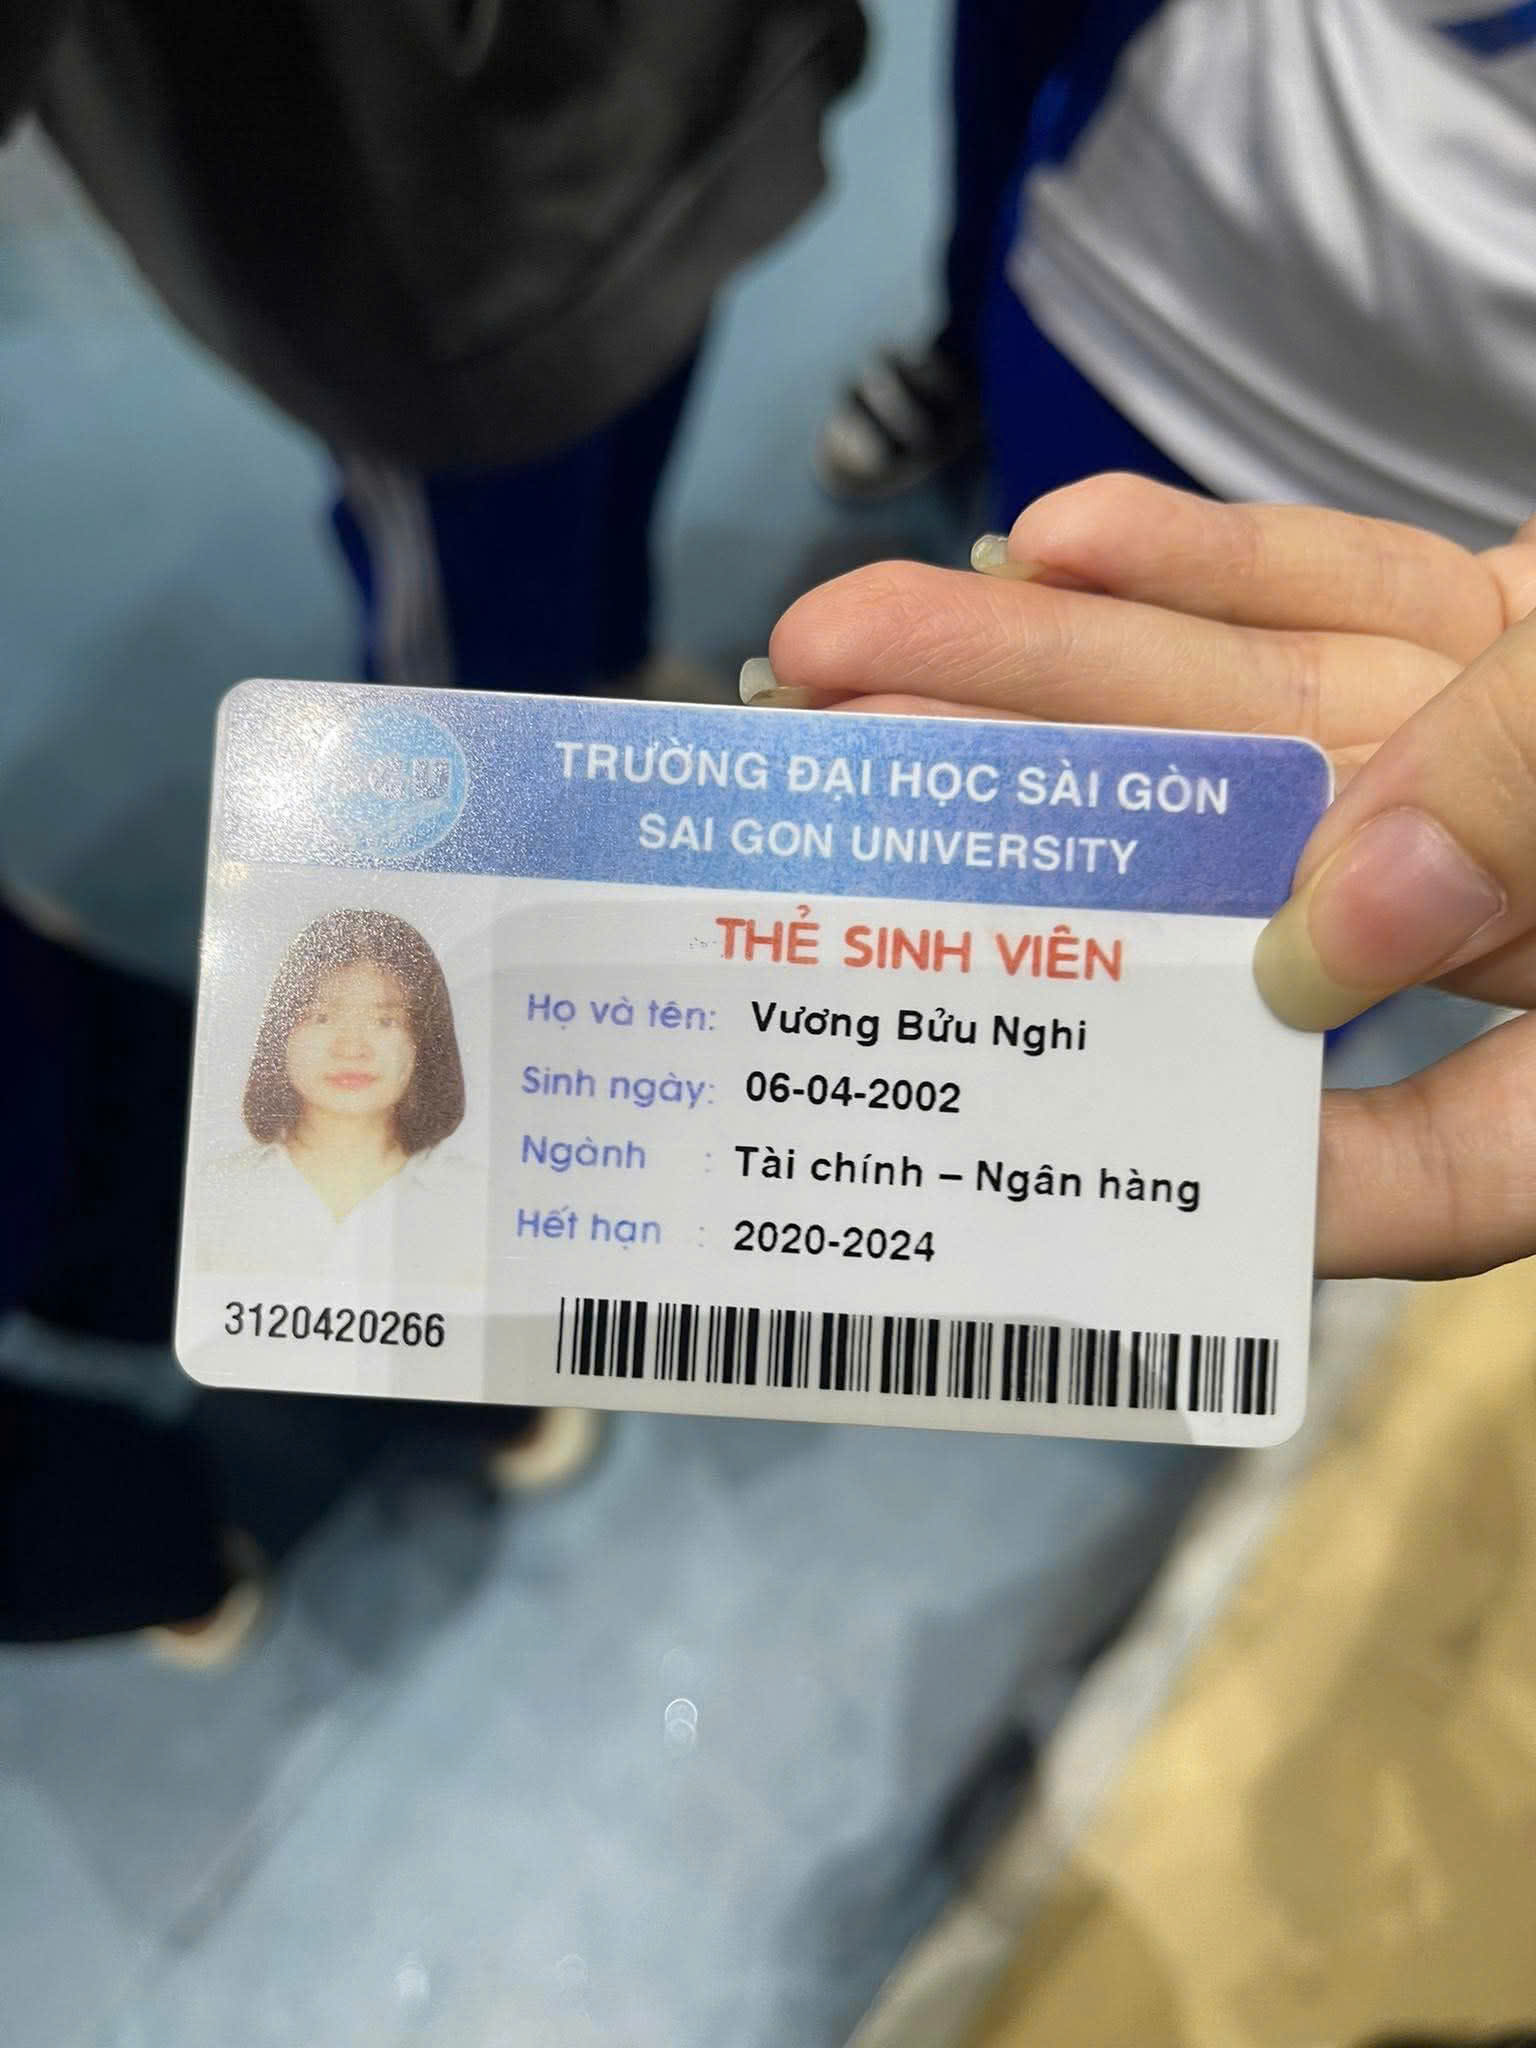 SGU
TRƯỜNG ĐẠI HỌC SÀI GÒN
SAI GON UNIVERSITY
THẺ SINH VIÊN
Họ và tên: Vương Bửu Nghi
Sinh ngày: 06-04-2002
Ngành : Tài chính – Ngân hàng
Hết hạn : 2020-2024
3120420266